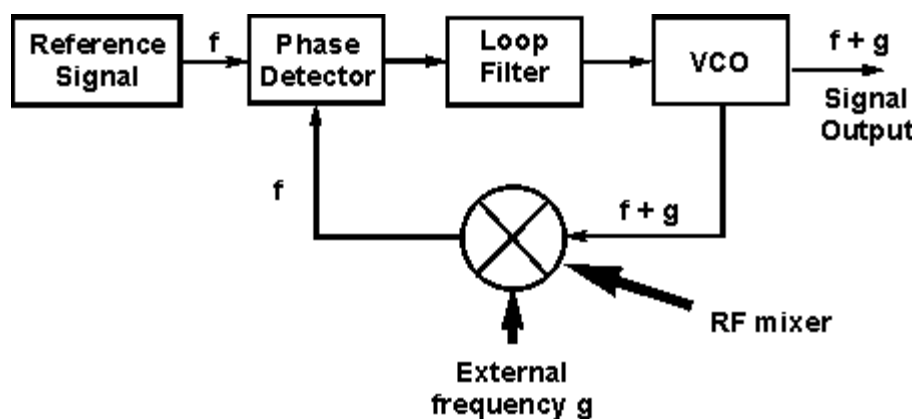 Reference
Signal
f
Phase
Detector
Loop
Filter
VCO
f + g
Signal
Output
f
f + g
RF mixer
External
frequency g